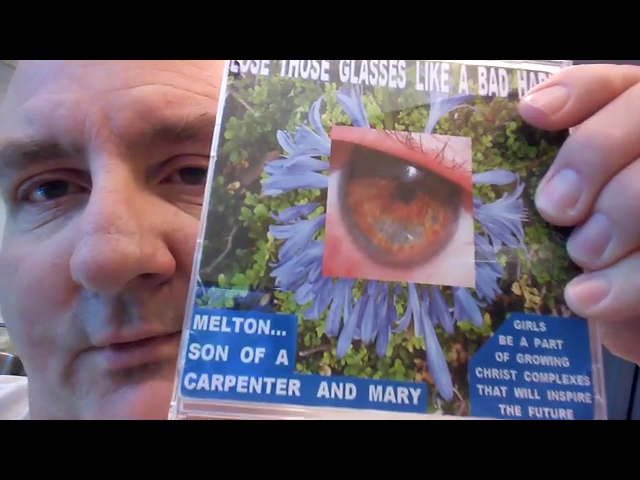 LOSE THOSE GLASSES LIKE A BAD
MELTON...
SON OF A
CARPENTER AND MARY
GIRLS
BE A PART
OF GROWING
CHRIST COMPLEXES
THAT WILL INSPIRE
THE FUTURE